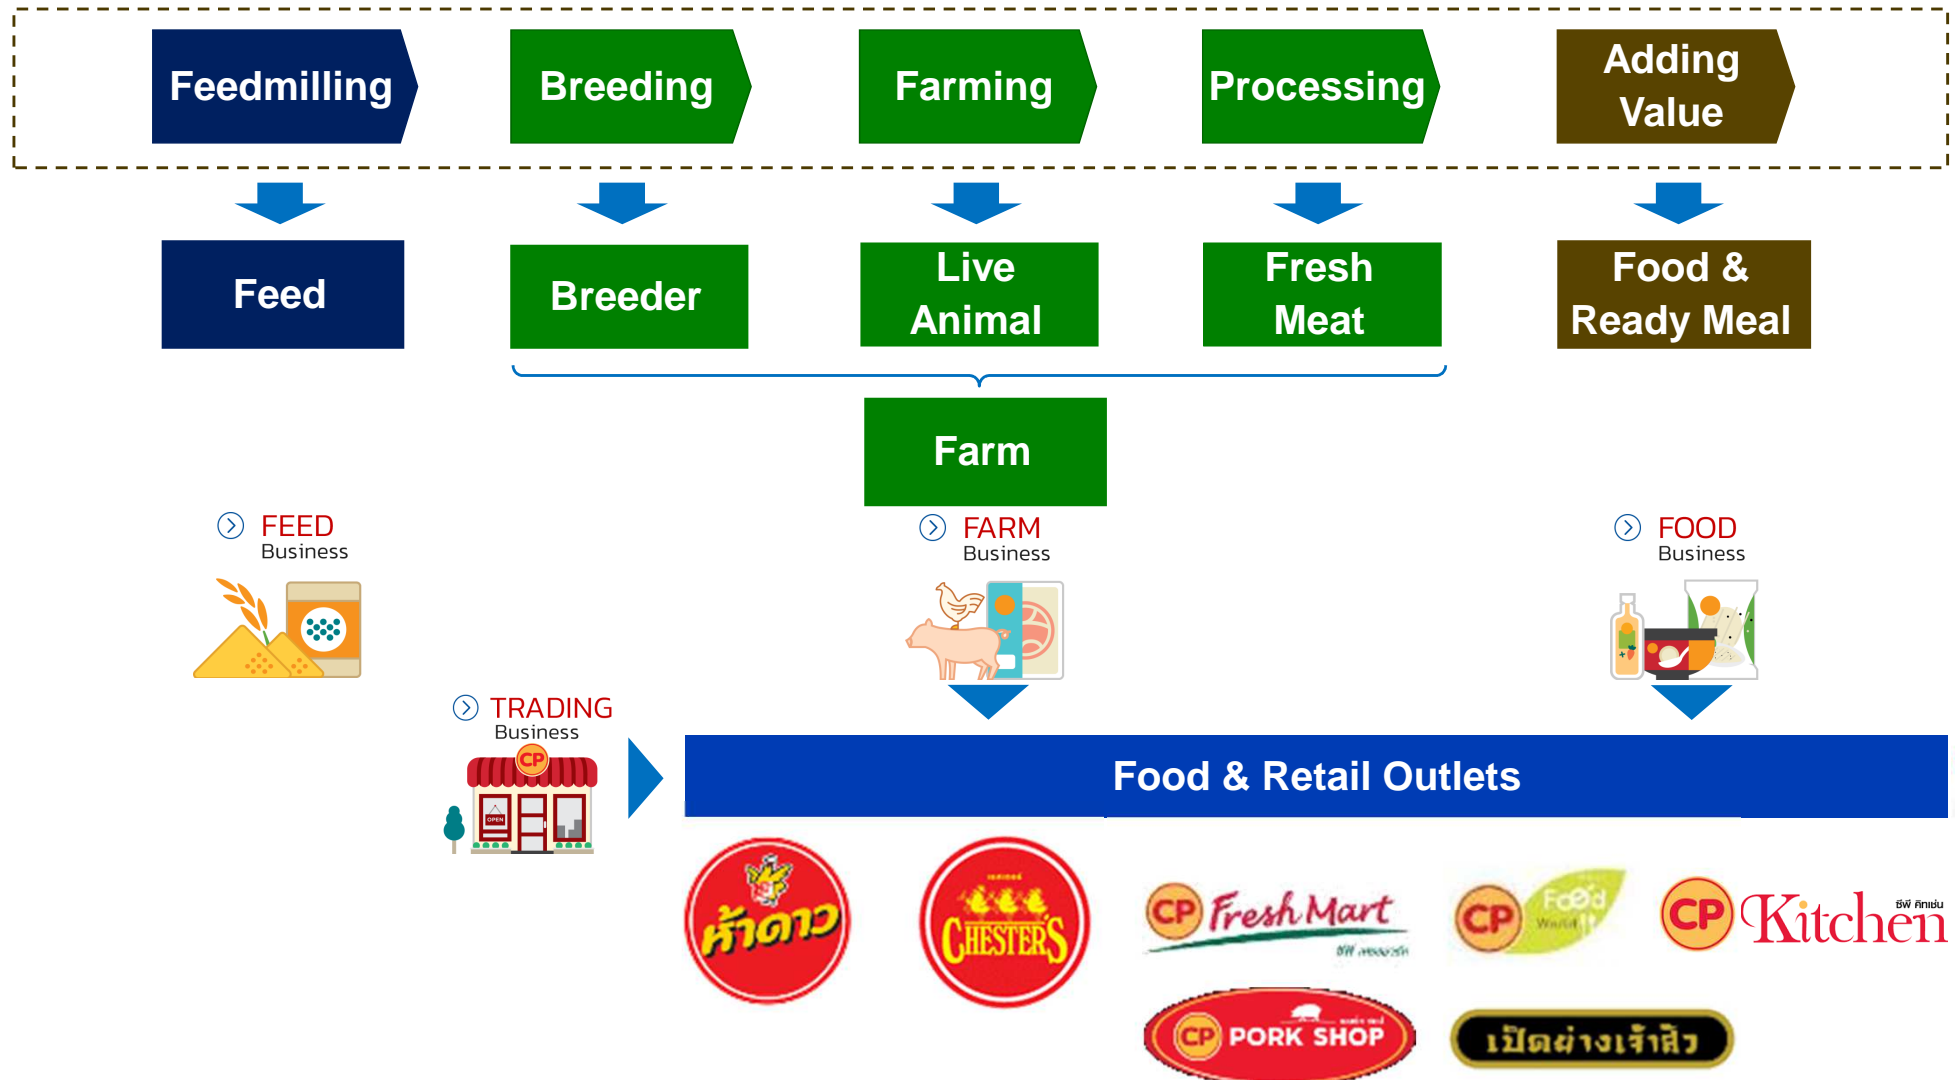 Feedmilling
Breeding
Farming
Processing
Adding
Value
Feed
Breeder
Live
Animal
Fresh
Meat
Food &
Ready Meal
Farm
FEED
Business
FARM
Business
FOOD
Business
TRADING
Business
CP
OPEN
Food & Retail Outlets
ห้าดาว
CHESTER'S
CP Fresh Mart
CP Food
World
CP Kitchen
ซีพี คิทเช่น
CP PORK SHOP
เป็ดย่างเจ้าสัว